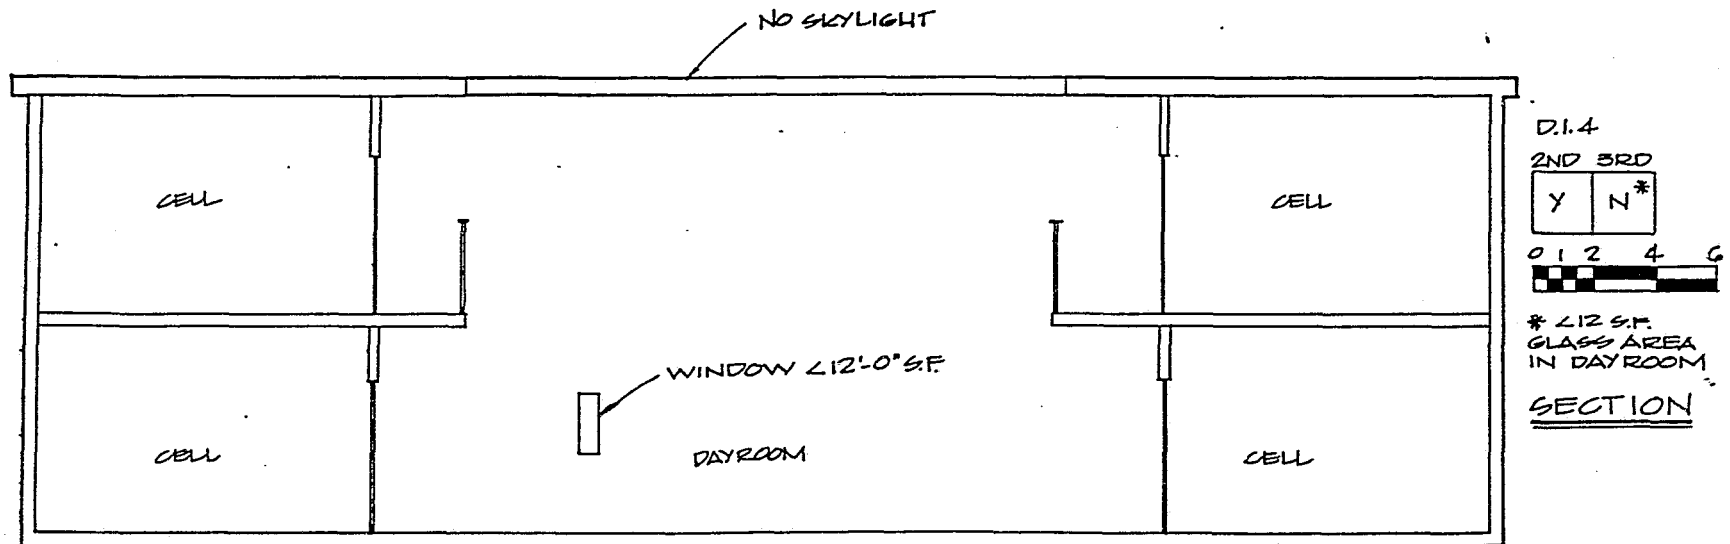 NO SKYLIGHT
D.1.4
2ND 3RD
Y N*
0 1 2 4 6
* <12 S.F.
GLASS AREA
IN DAYROOM
SECTION
CELL
CELL
WINDOW <12'-0" S.F.
CELL
DAYROOM
CELL